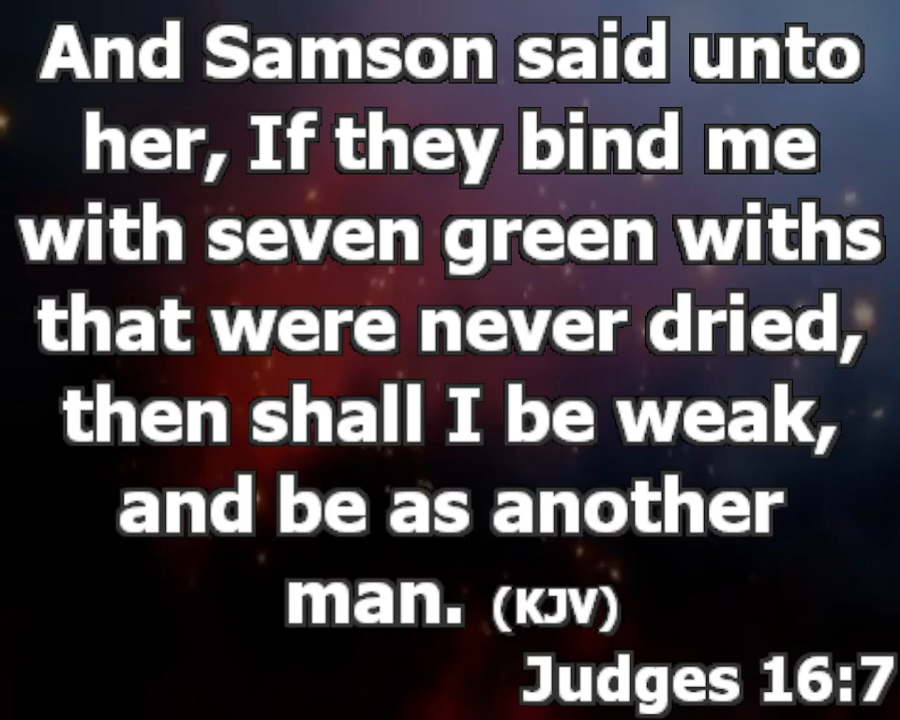 And Samson said unto
her, If they bind me
with seven green withs
that were never dried,
then shall I be weak,
and be as another
man. (KJV)
Judges 16:7